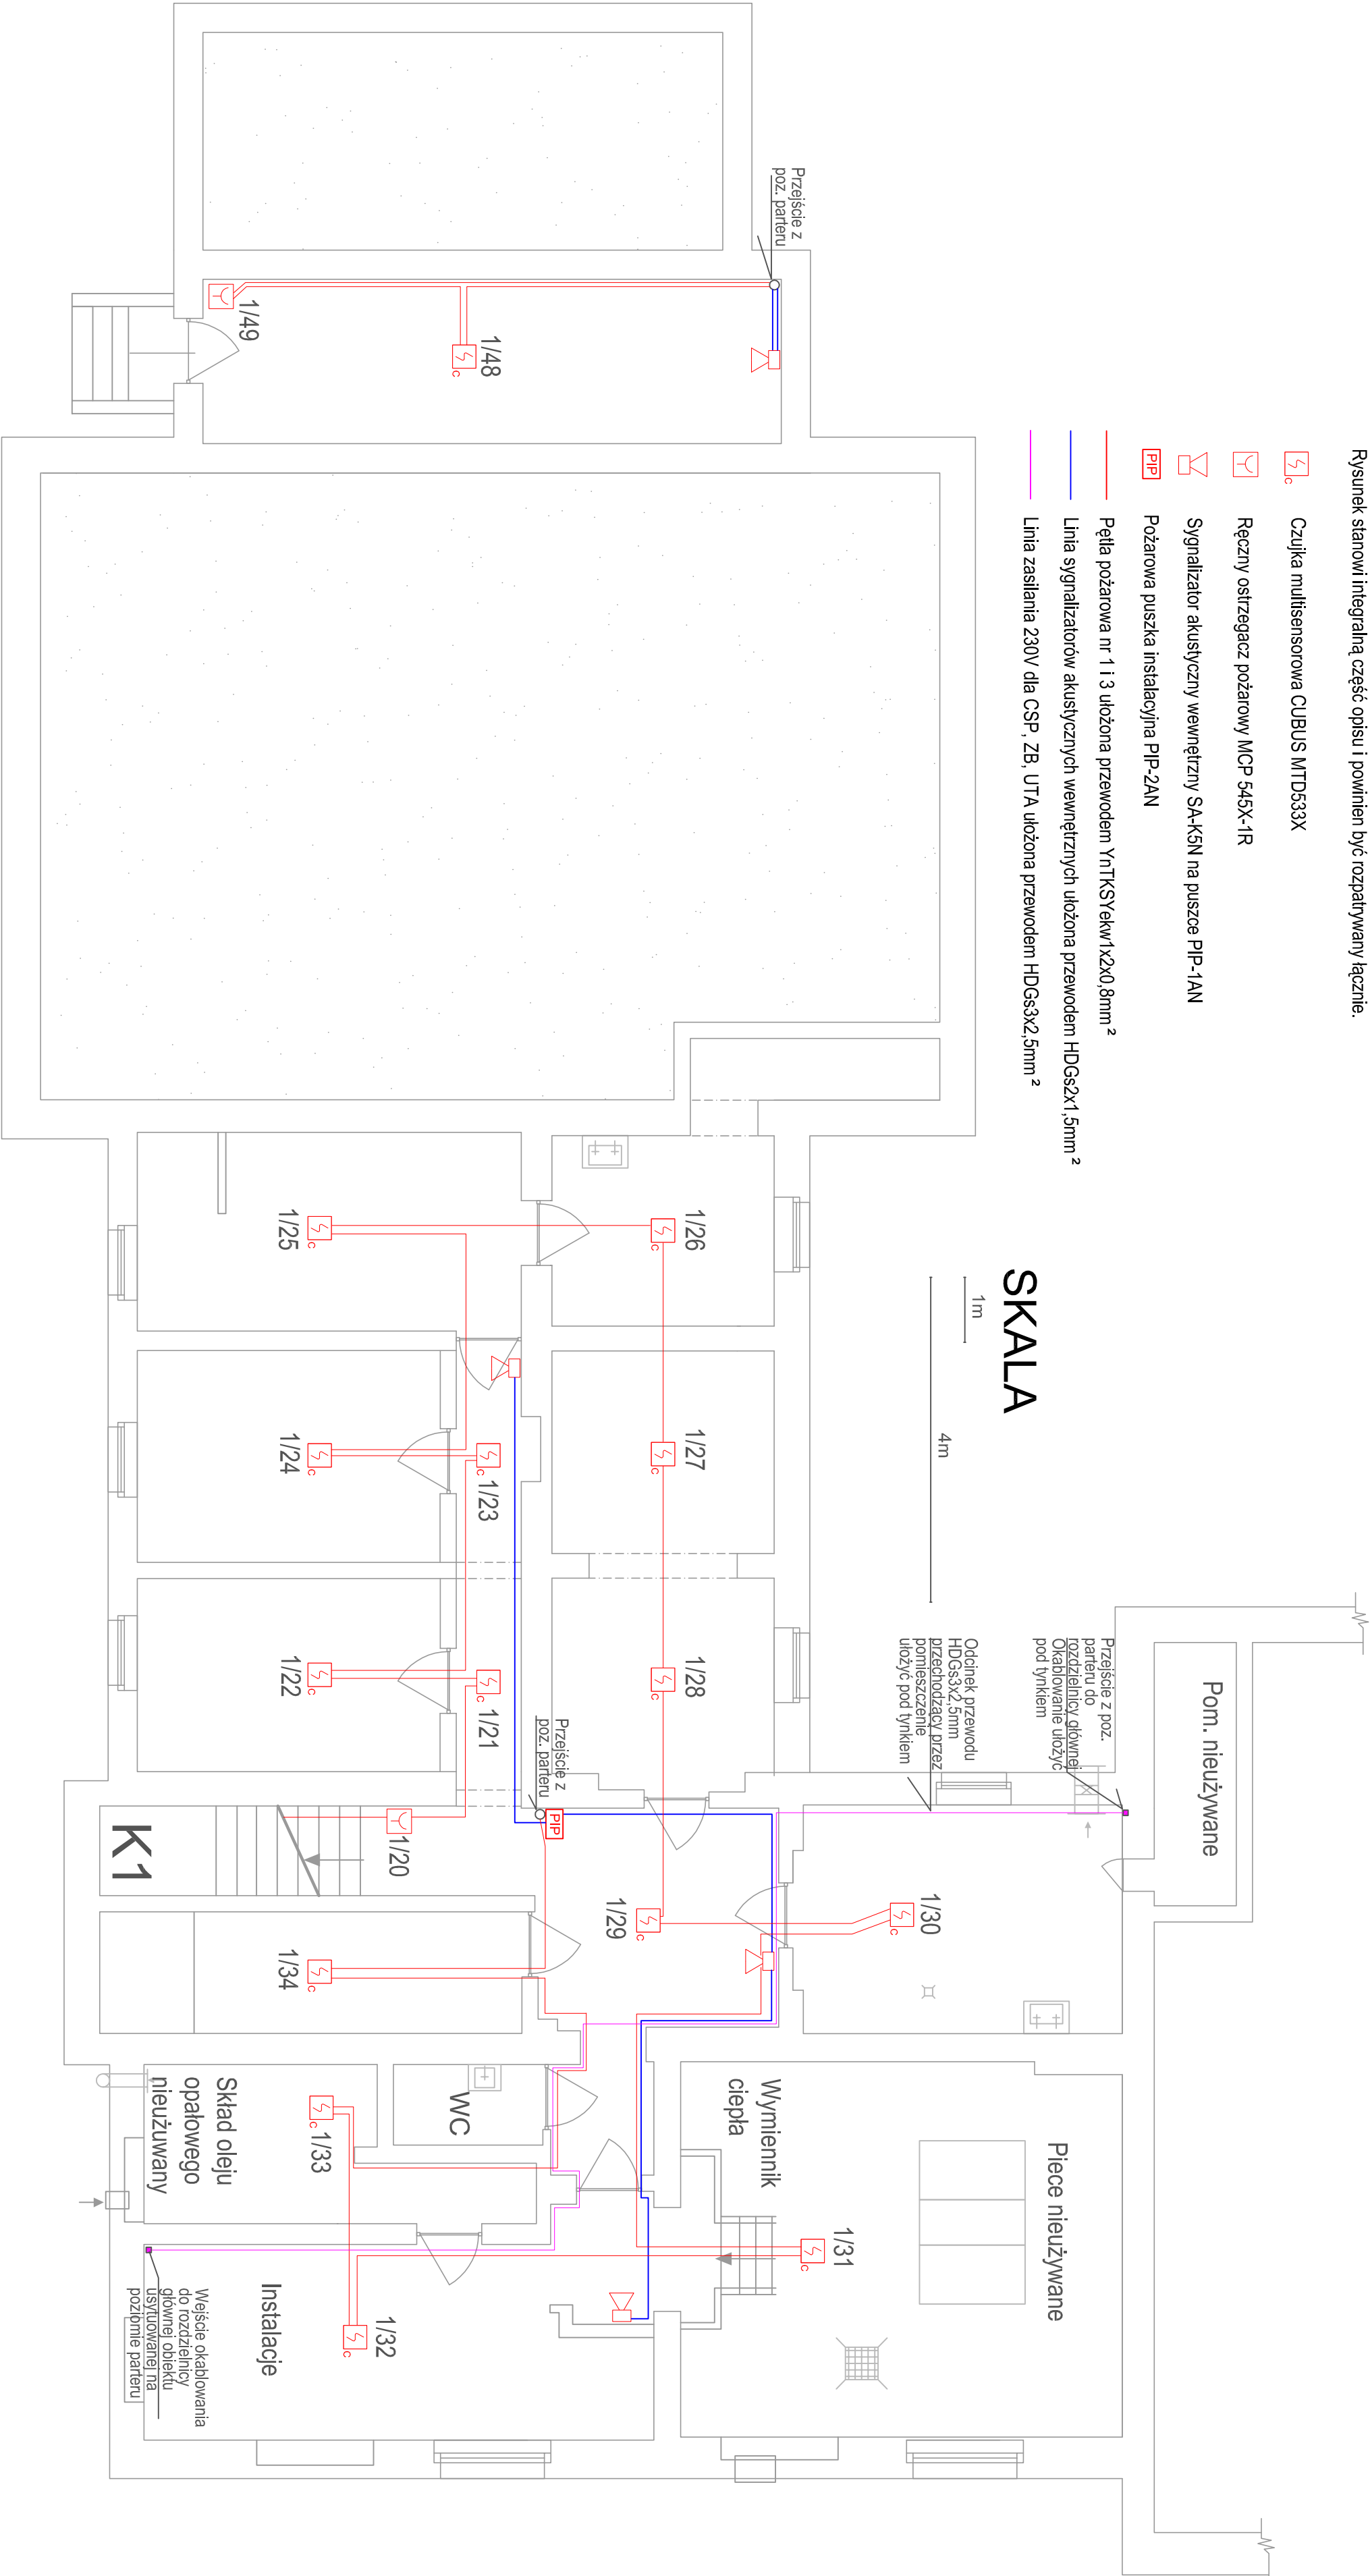 Rysunek stanowi integralną część opisu i powinien być rozpatrywany łącznie.
C
Czujka multisensorowa CUBUS MTD533X
Ręczny ostrzegacz pożarowy MCP 545X-1R
Sygnalizator akustyczny wewnętrzny SA-K5N na puszce PIP-1AN
PIP
Pożarowa puszka instalacyjna PIP-2AN
Pętla pożarowa nr 1 i 3 ułożona przewodem YnTKSYekw1x2x0,8mm²
Linia sygnalizatorów akustycznych wewnętrznych ułożona przewodem HDGs2x1,5mm²
Linia zasilania 230V dla CSP, ZB, UTA ułożona przewodem HDGs3x2,5mm²
SKALA
1m
4m
Przejście z
poz. parteru
1/48
C
1/49
Pom. nieużywane
Przejście z poz.
parteru do
rozdzielnicy głównej
Okablowanie ułożyć
pod tynkiem
Odcinek przewodu
HDGs3x2,5mm
przechodzący przez
pomieszczenie
ułożyć pod tynkiem
1/26
C
1/27
C
1/28
C
1/30
C
1/29
C
1/25
C
1/24
C
1/23
C
1/22
C
1/21
C
Przejście z
poz. parteru
PIP
1/20
K1
1/34
C
Piece nieużywane
Wymiennik
ciepła
1/31
C
WC
Skład oleju
opałowego
nieużuwany
1/33
C
1/32
C
Instalacje
Wejście okablowania
do rozdzielnicy
głównej obiektu
usytuowanej na
poziomie parteru